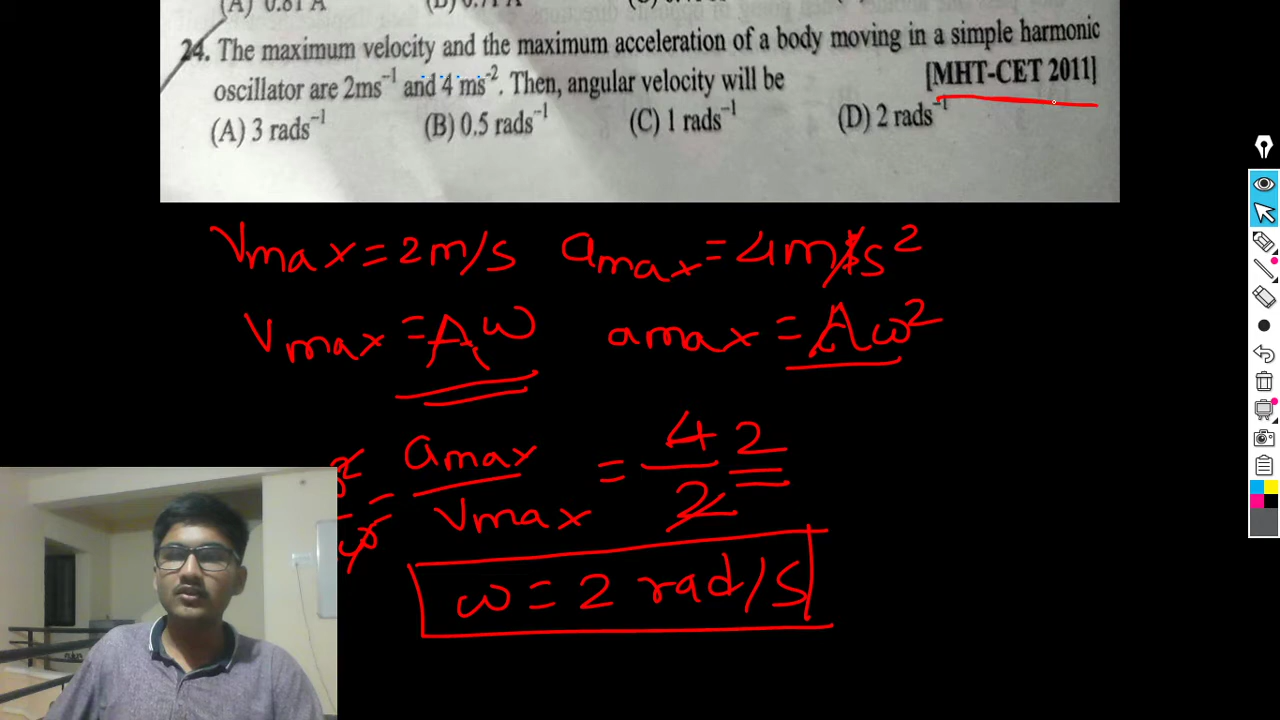 (A) 0.81 A
24. The maximum velocity and the maximum acceleration of a body moving in a simple harmonic
oscillator are 2ms⁻¹ and 4 ms⁻². Then, angular velocity will be [MHT-CET 2011]
(A) 3 rads⁻¹ (B) 0.5 rads⁻¹ (C) 1 rads⁻¹ (D) 2 rads⁻¹
Vmax = 2m/s amax = 4m/s²
Vmax = Aω amax = Aω²
= amax / Vmax = 4 / 2 2
ω = 2 rad/s